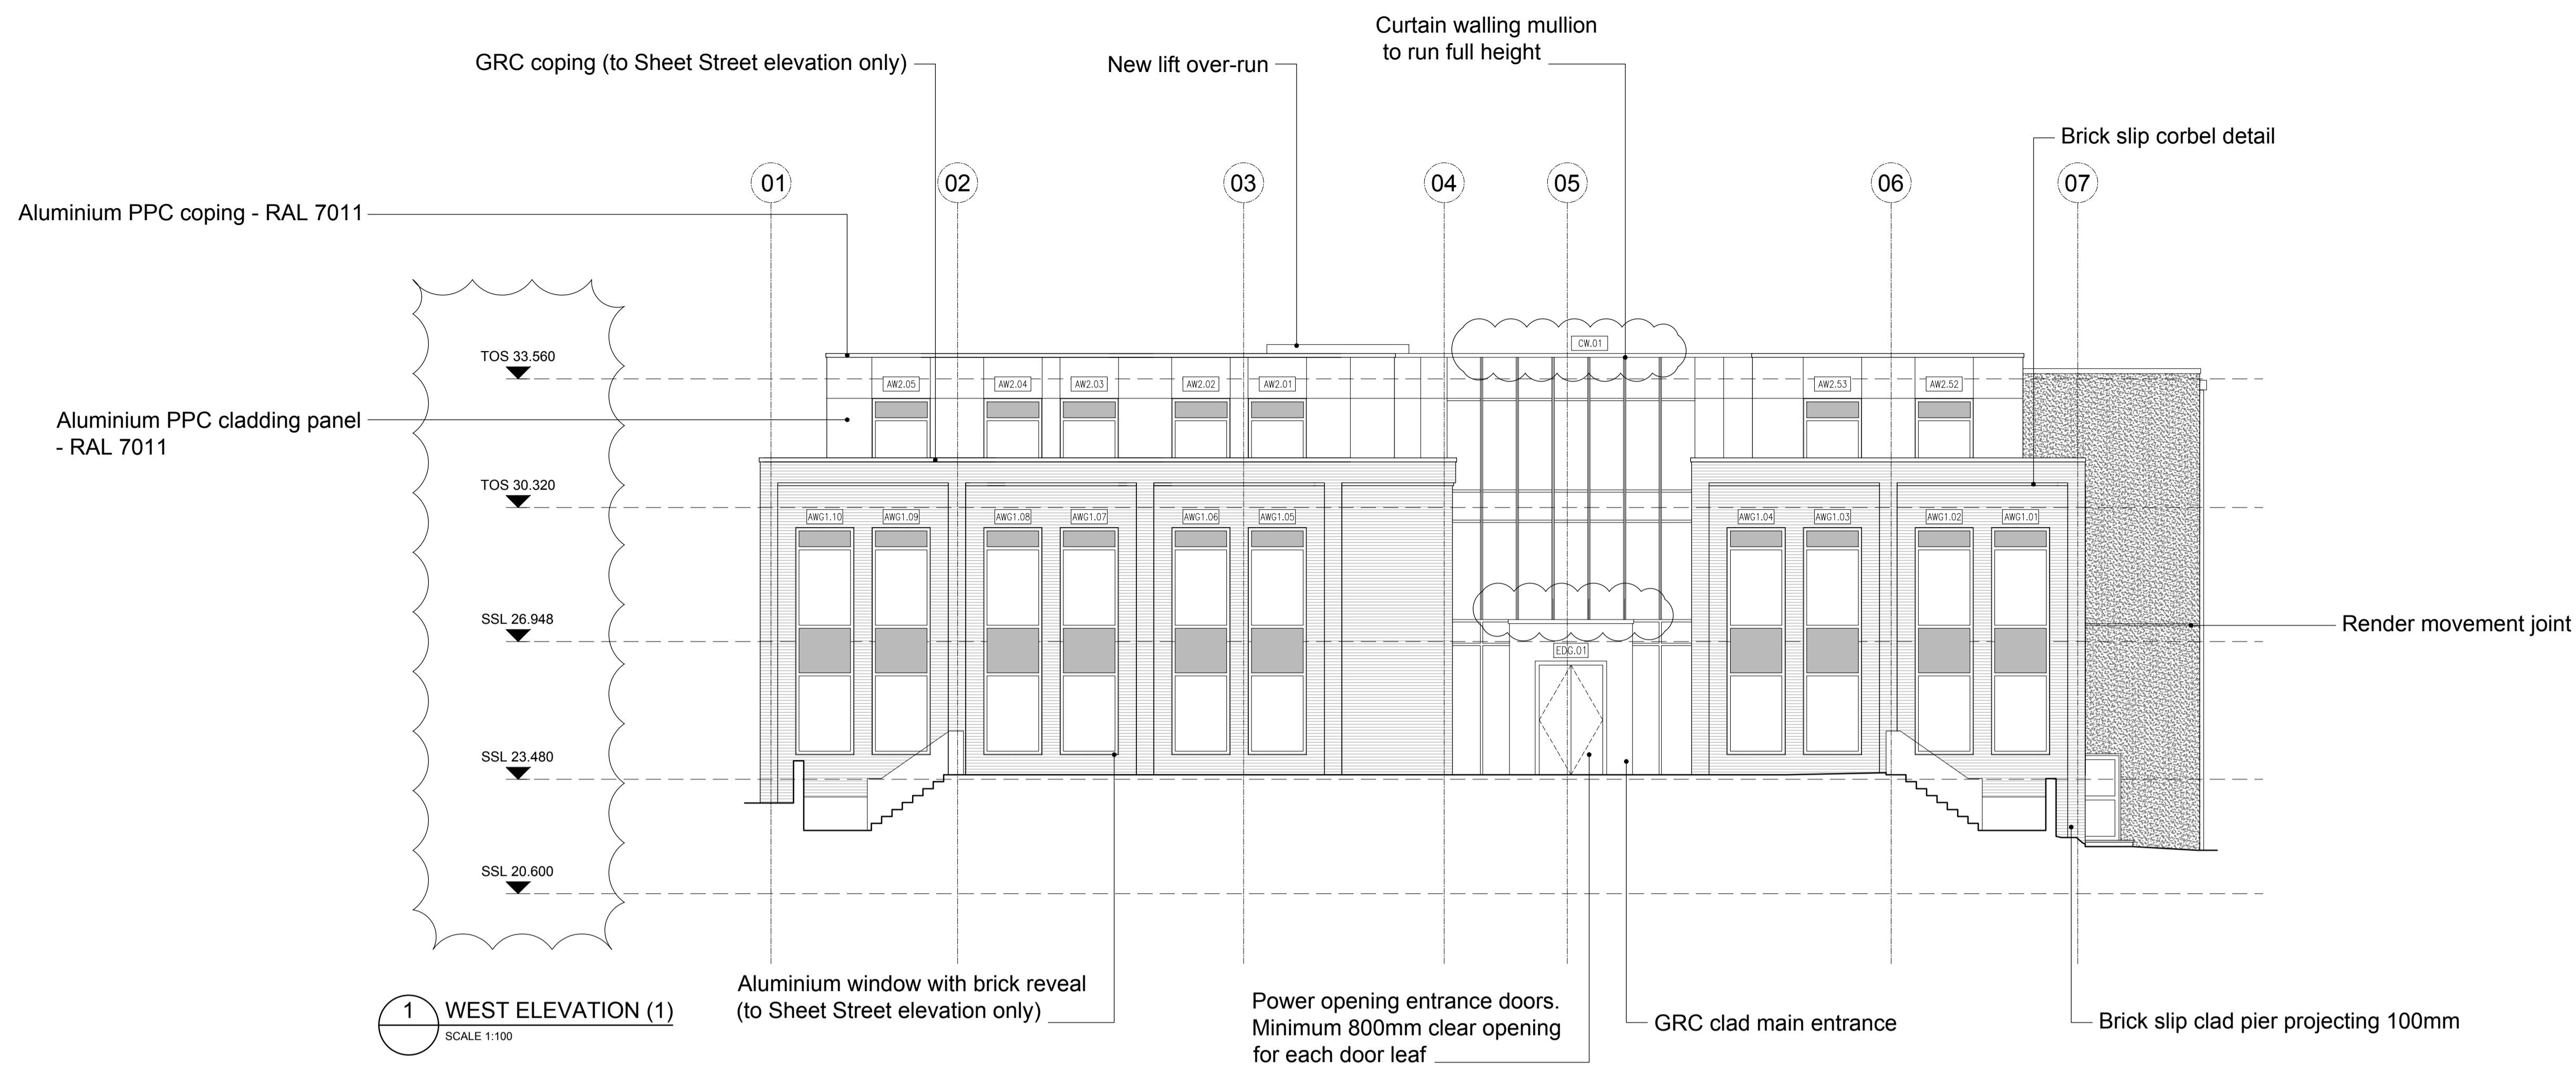 Curtain walling mullion
to run full height
GRC coping (to Sheet Street elevation only)
New lift over-run
Brick slip corbel detail
01
02
03
04
05
06
07
Aluminium PPC coping - RAL 7011
CW.01
TOS 33.560
AW2.05
AW2.04
AW2.03
AW2.02
AW2.01
AW2.53
AW2.52
Aluminium PPC cladding panel
- RAL 7011
TOS 30.320
AWG1.10
AWG1.09
AWG1.08
AWG1.07
AWG1.06
AWG1.05
AWG1.04
AWG1.03
AWG1.02
AWG1.01
SSL 26.948
Render movement joint
EDG.01
SSL 23.480
SSL 20.600
Aluminium window with brick reveal
(to Sheet Street elevation only)
Power opening entrance doors.
Minimum 800mm clear opening
for each door leaf
GRC clad main entrance
Brick slip clad pier projecting 100mm
1
WEST ELEVATION (1)
SCALE 1:100